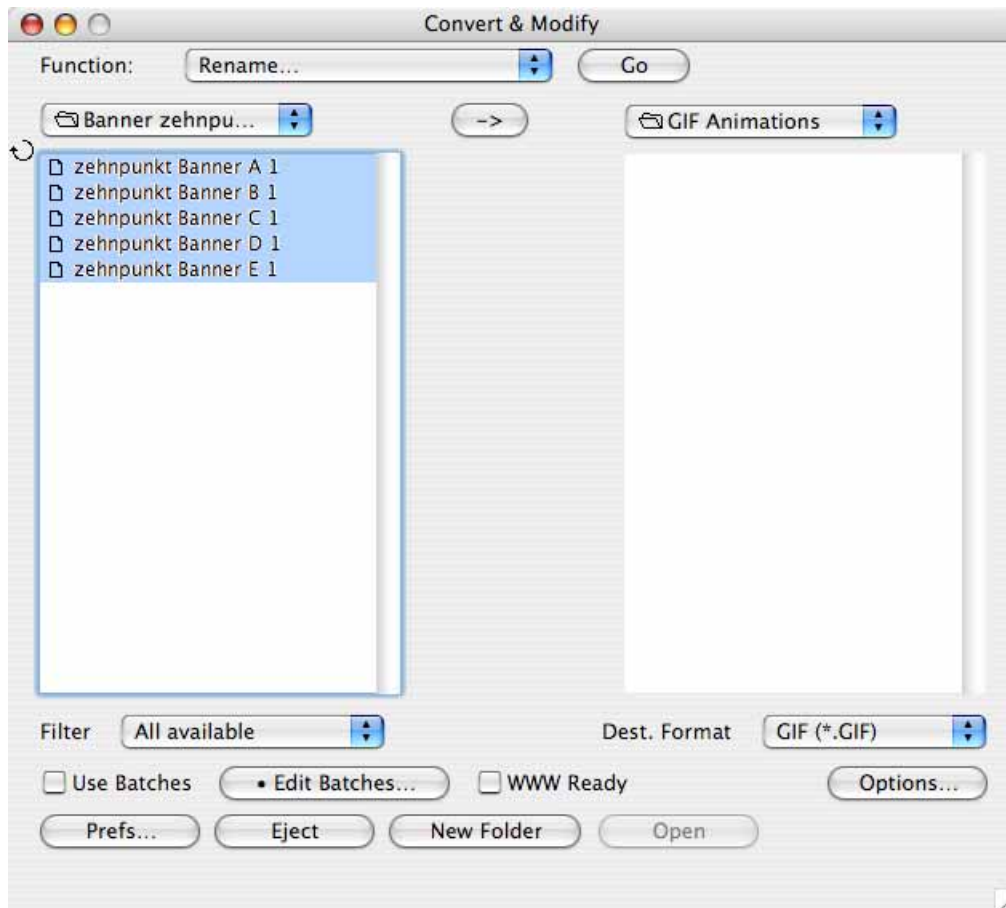 Convert & Modify
Function: Rename... Go
Banner zehnpu... -> GIF Animations
zehnpunkt Banner A 1
zehnpunkt Banner B 1
zehnpunkt Banner C 1
zehnpunkt Banner D 1
zehnpunkt Banner E 1
Filter All available Dest. Format GIF (*.GIF)
Use Batches • Edit Batches... WWW Ready Options...
Prefs... Eject New Folder Open